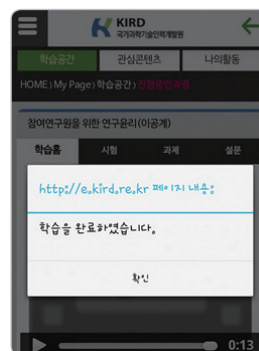 KIRD
국가과학기술인력개발원
학습공간 관심콘텐츠 나의활동
HOME > My Page > 학습공간 > 진행중인과정
참여연구원을 위한 연구윤리(이공계)
학습홈 시험 과제 설문
http://e.kird.re.kr 페이지 내용:
학습을 완료하였습니다.
확인
0:13